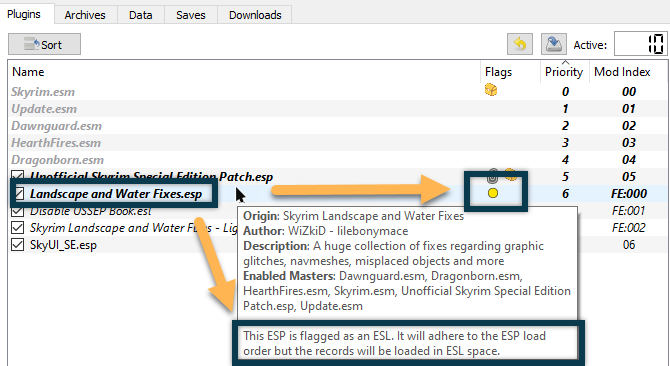 Plugins Archives Data Saves Downloads
Sort Active: 10
Name Flags Priority Mod Index
Skyrim.esm 0 00
Update.esm 1 01
Dawnguard.esm 2 02
HearthFires.esm 3 03
Dragonborn.esm 4 04
Unofficial Skyrim Special Edition Patch.esp 5 05
Landscape and Water Fixes.esp 6 FE:000
Disable USSEP Book.esl FE:001
Skyrim Landscape and Water Fixes - Lig FE:002
SkyUI_SE.esp 06
Origin: Skyrim Landscape and Water Fixes
Author: WiZkiD - lilebonymace
Description: A huge collection of fixes regarding graphic
glitches, navmeshes, misplaced objects and more
Enabled Masters: Dawnguard.esm, Dragonborn.esm,
HearthFires.esm, Skyrim.esm, Unofficial Skyrim Special Edition
Patch.esp, Update.esm
This ESP is flagged as an ESL. It will adhere to the ESP load
order but the records will be loaded in ESL space.